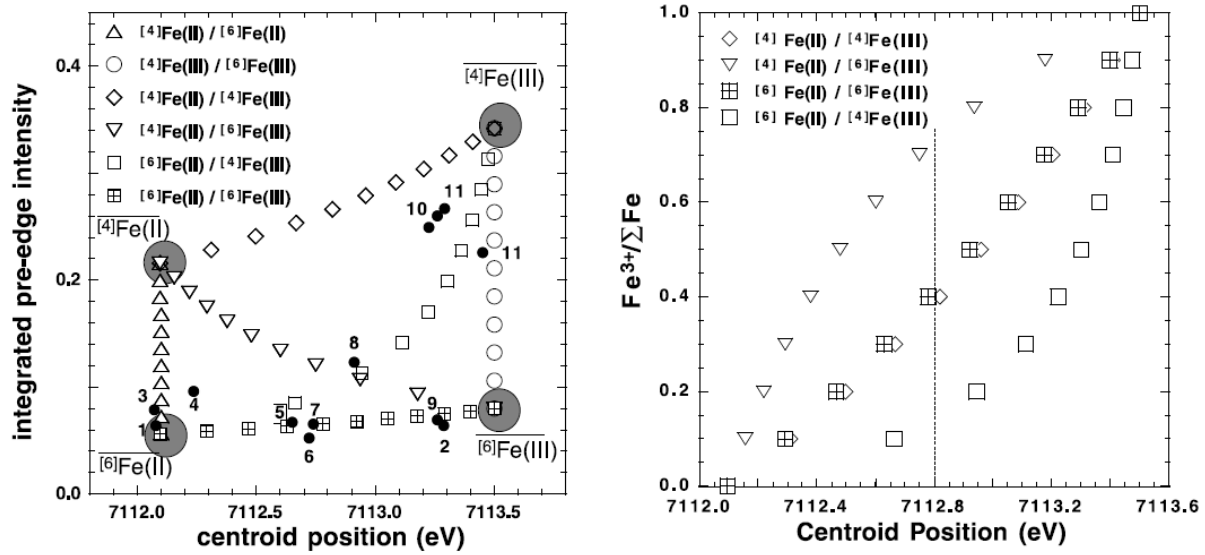 [4]Fe(II) / [6]Fe(II)
[4]Fe(III) / [6]Fe(III)
[4]Fe(II) / [4]Fe(III)
[4]Fe(II) / [6]Fe(III)
[6]Fe(II) / [4]Fe(III)
[6]Fe(II) / [6]Fe(III)
[4]Fe(III)
[4]Fe(II)
[6]Fe(II)
[6]Fe(III)
1
2
3
4
5
6
7
8
9
10
11
11
0.4
0.2
0.0
integrated pre-edge intensity
7112.0 7112.5 7113.0 7113.5
centroid position (eV)
[4] Fe(II) / [4]Fe(III)
[4] Fe(II) / [6]Fe(III)
[6] Fe(II) / [6]Fe(III)
[6] Fe(II) / [4]Fe(III)
1.0
0.8
0.6
0.4
0.2
0.0
Fe3+/ΣFe
7112.0 7112.4 7112.8 7113.2 7113.6
Centroid Position (eV)